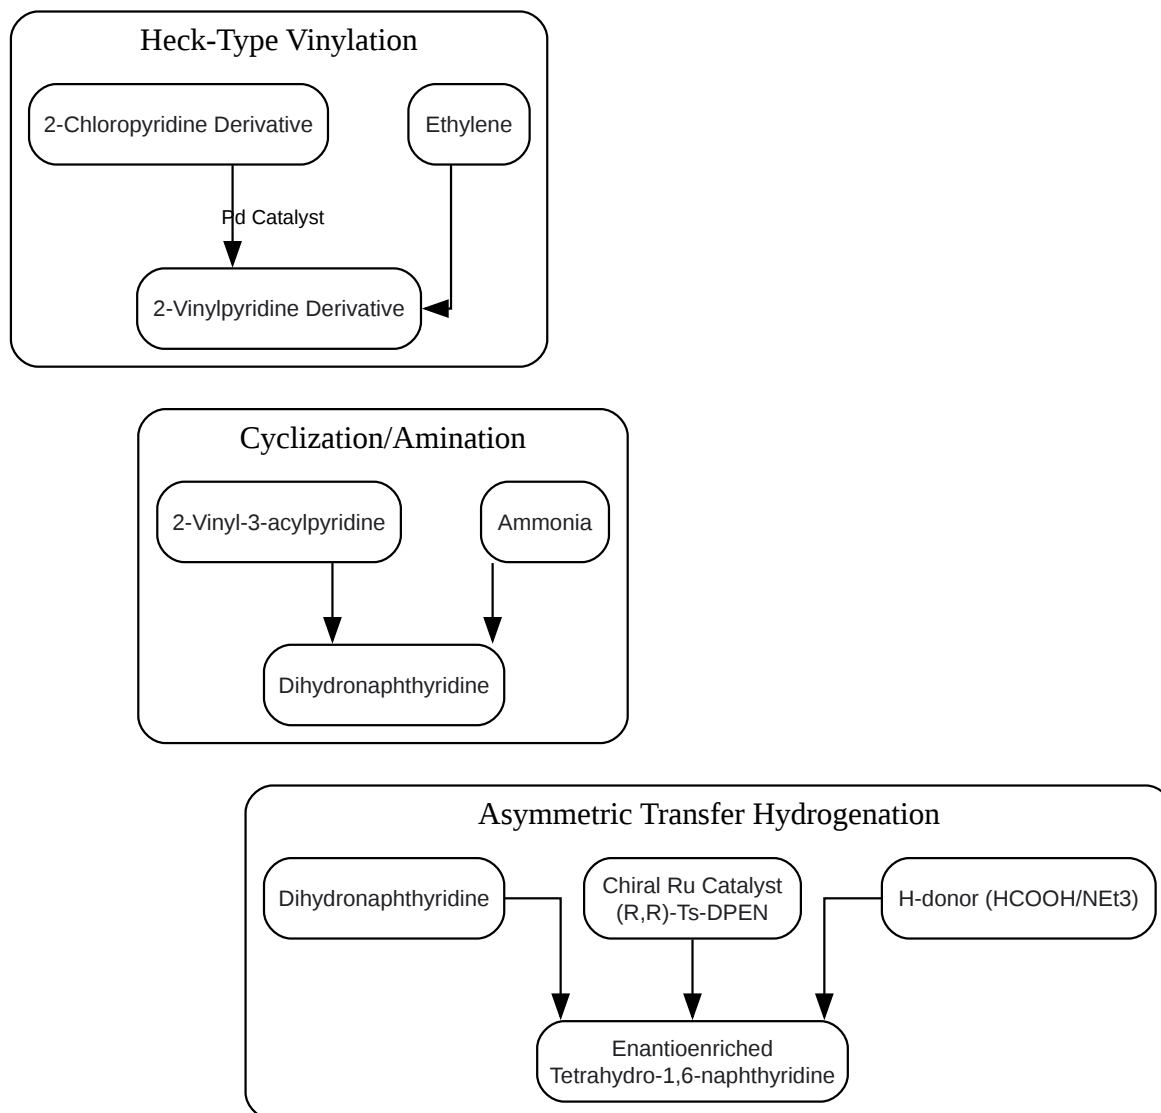 Heck-Type Vinylation
2-Chloropyridine Derivative
Ethylene
Pd Catalyst
2-Vinylpyridine Derivative
Cyclization/Amination
2-Vinyl-3-acylpyridine
Ammonia
Dihydronaphthyridine
Asymmetric Transfer Hydrogenation
Dihydronaphthyridine
Chiral Ru Catalyst
(R,R)-Ts-DPEN
H-donor (HCOOH/NEt3)
Enantioenriched
Tetrahydro-1,6-naphthyridine